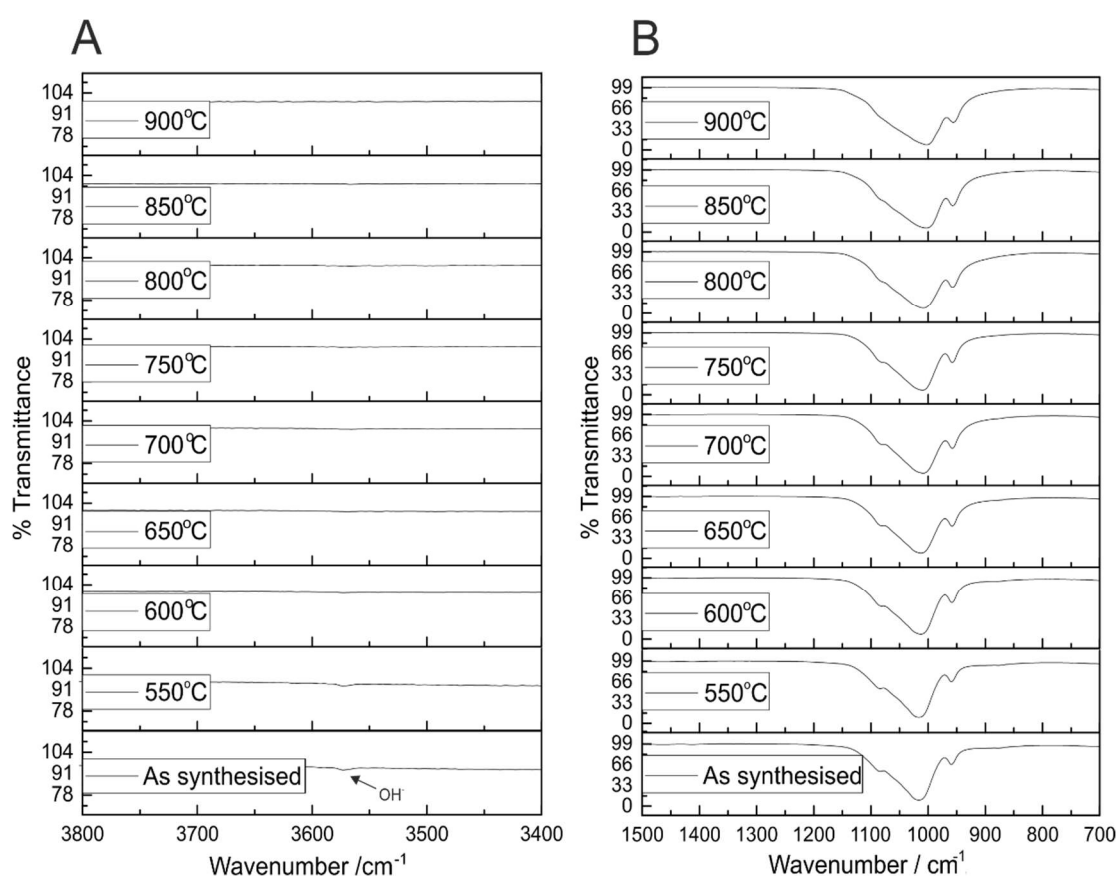 A
104
91
78
900°C
104
91
78
850°C
104
91
78
800°C
104
91
78
750°C
104
91
78
700°C
104
91
78
650°C
104
91
78
600°C
104
91
78
550°C
104
91
78
As synthesised
OH-
% Transmittance
3800 3700 3600 3500 3400
Wavenumber /cm-1
B
99
66
33
0
900°C
99
66
33
0
850°C
99
66
33
0
800°C
99
66
33
0
750°C
99
66
33
0
700°C
99
66
33
0
650°C
99
66
33
0
600°C
99
66
33
0
550°C
99
66
33
0
As synthesised
% Transmittance
1500 1400 1300 1200 1100 1000 900 800 700
Wavenumber / cm-1